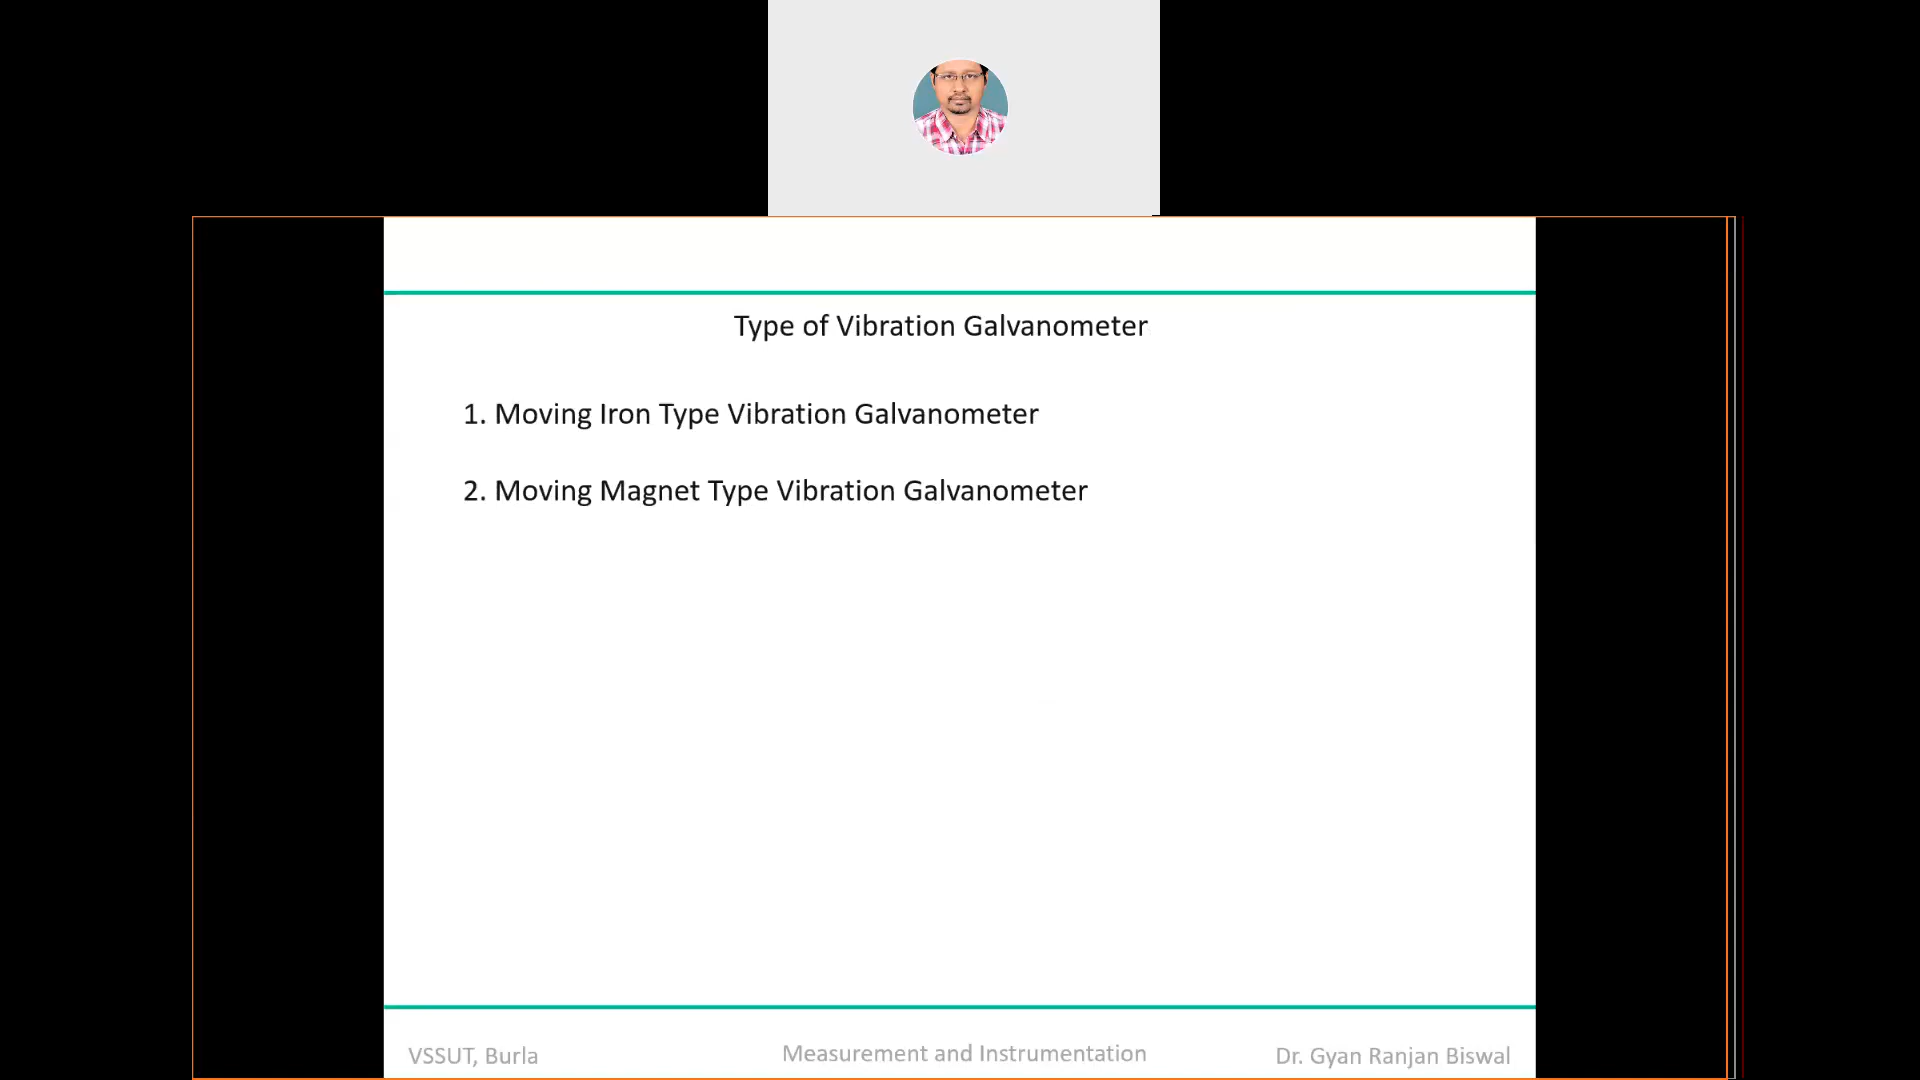 Type of Vibration Galvanometer
1. Moving Iron Type Vibration Galvanometer
2. Moving Magnet Type Vibration Galvanometer
VSSUT, Burla
Measurement and Instrumentation
Dr. Gyan Ranjan Biswal